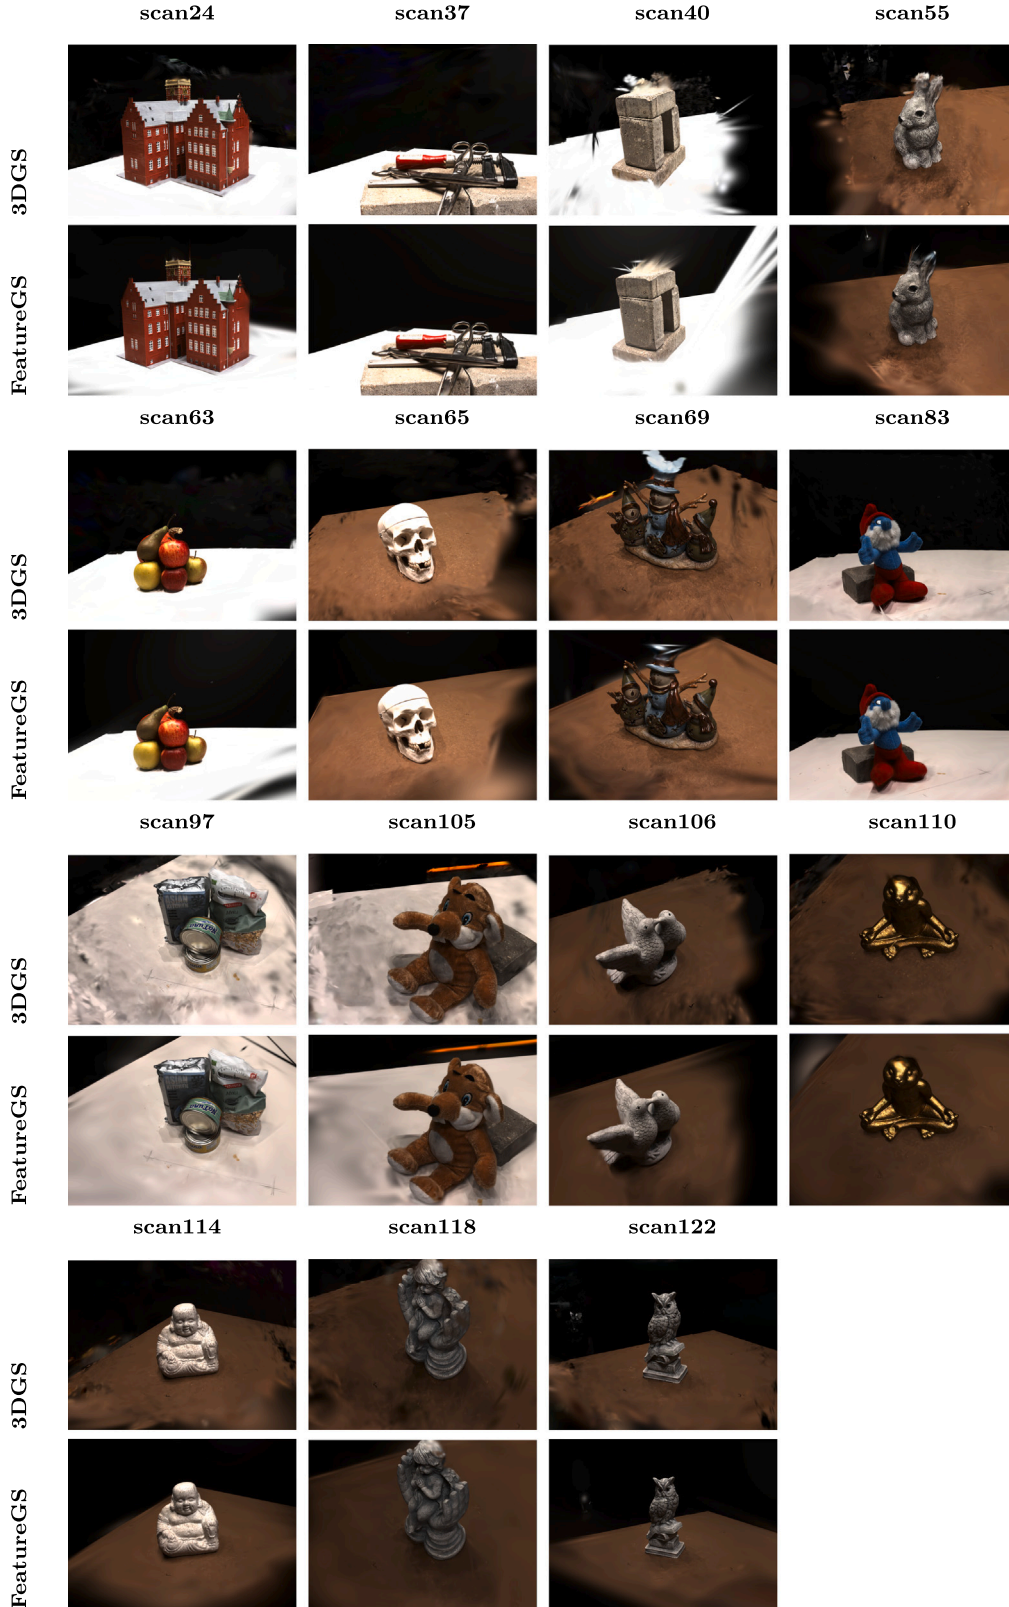 scan24 scan37 scan40 scan55
3DGS
FeatureGS
scan63 scan65 scan69 scan83
3DGS
FeatureGS
scan97 scan105 scan106 scan110
3DGS
FeatureGS
scan114 scan118 scan122
3DGS
FeatureGS